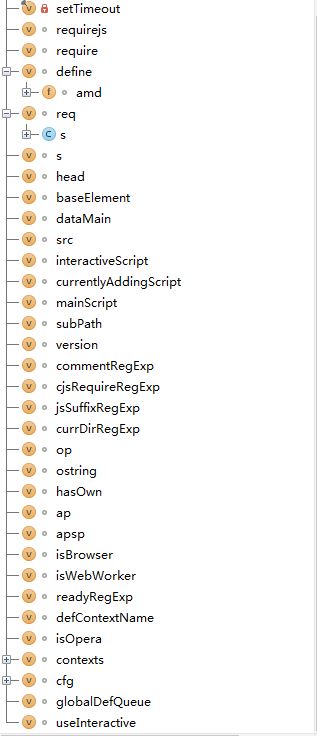 setTimeout
requirejs
require
define
amd
req
s
s
head
baseElement
dataMain
src
interactiveScript
currentlyAddingScript
mainScript
subPath
version
commentRegExp
cjsRequireRegExp
jsSuffixRegExp
currDirRegExp
op
ostring
hasOwn
ap
apsp
isBrowser
isWebWorker
readyRegExp
defContextName
isOpera
contexts
cfg
globalDefQueue
useInteractive